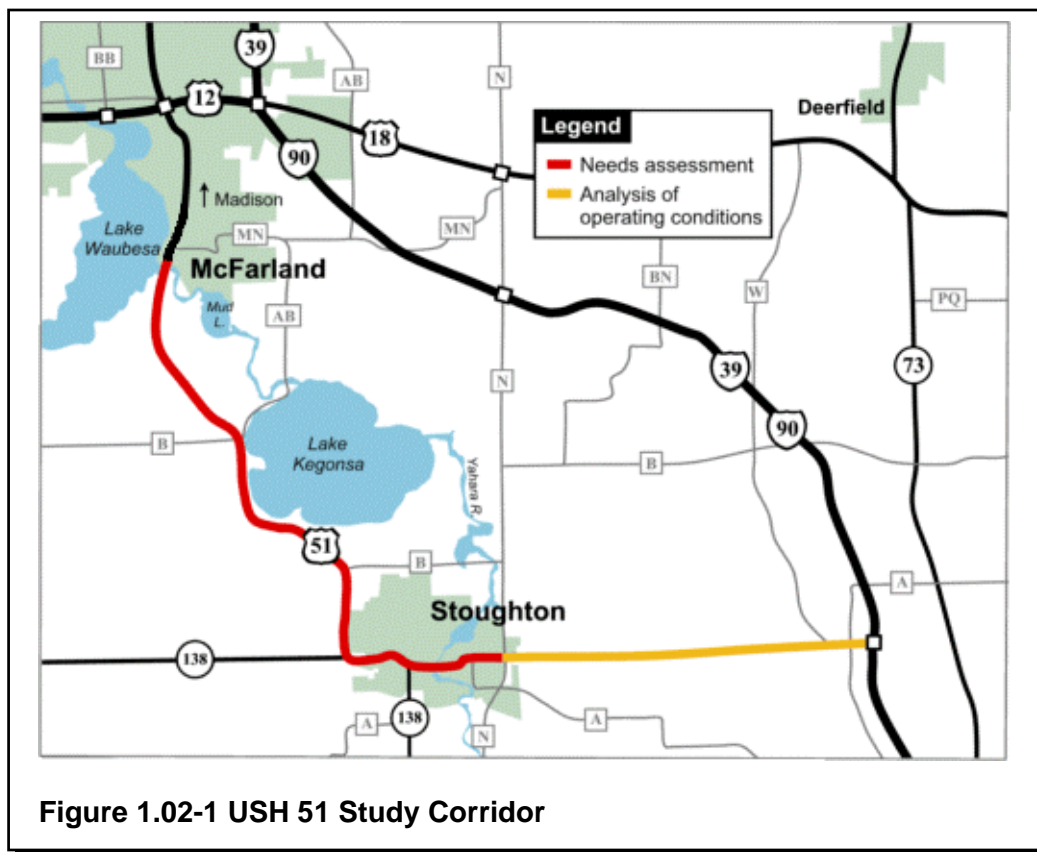 39
BB
AB
N
12
18
Deerfield
Legend
Needs assessment
Analysis of
operating conditions
90
Madison
Lake
Waubesa
MN
MN
McFarland
BN
W
Mud
L.
AB
PQ
39
73
N
90
B
Lake
Kegonsa
B
Yahara R.
51
B
A
Stoughton
138
138
A
N
A
Figure 1.02-1 USH 51 Study Corridor